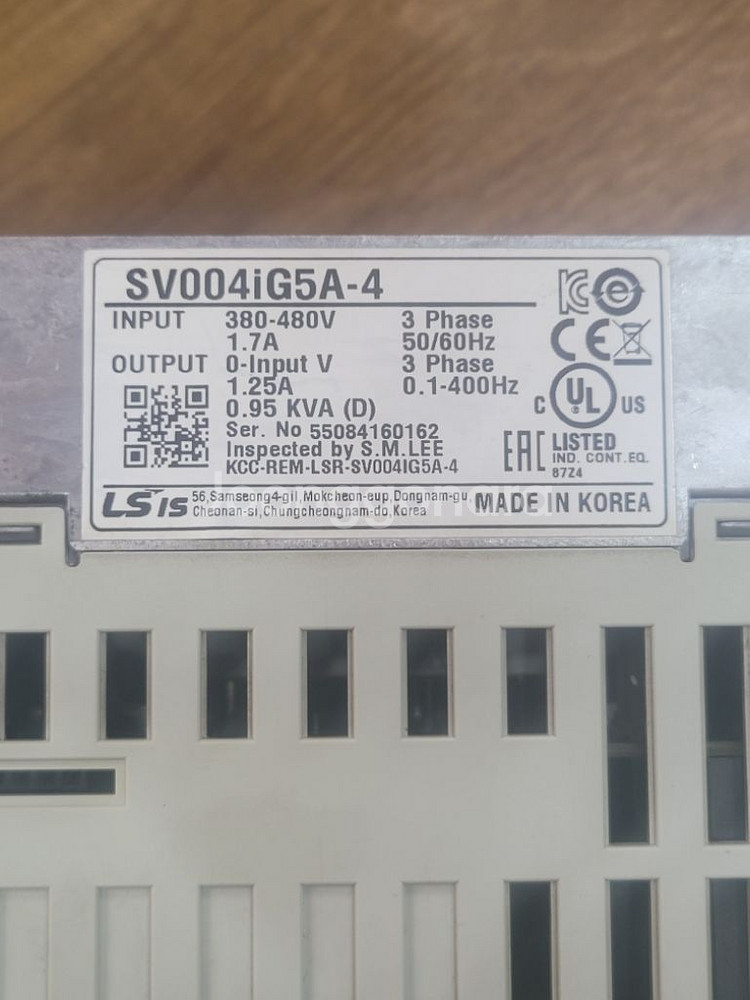 SV004iG5A-4
INPUT 380-480V 3 Phase
1.7A 50/60Hz
OUTPUT 0-Input V 3 Phase
1.25A 0.1-400Hz
0.95 KVA (D)
Ser. No 55084160162
Inspected by S.M.LEE
KCC-REM-LSR-SV004IG5A-4
C UL US
LISTED
IND. CONT.EQ.
87Z4
CE
EAC
LSis 56,Samseong4-gil,Mokcheon-eup,Dongnam-gu,
Cheonan-si,Chungcheongnam-do,Korea
MADE IN KOREA